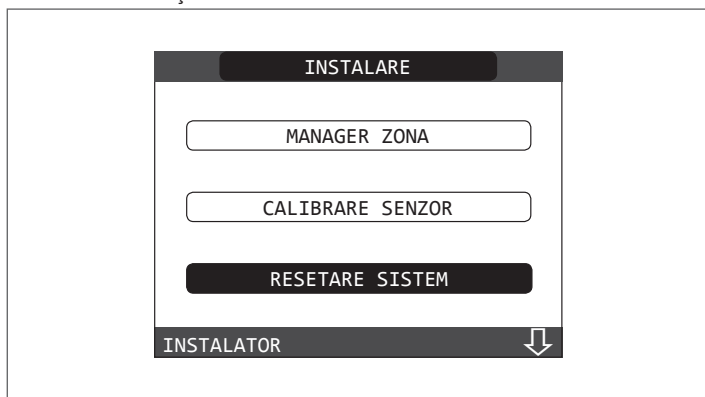 INSTALARE
MANAGER ZONA
CALIBRARE SENZOR
RESETARE SISTEM
INSTALATOR